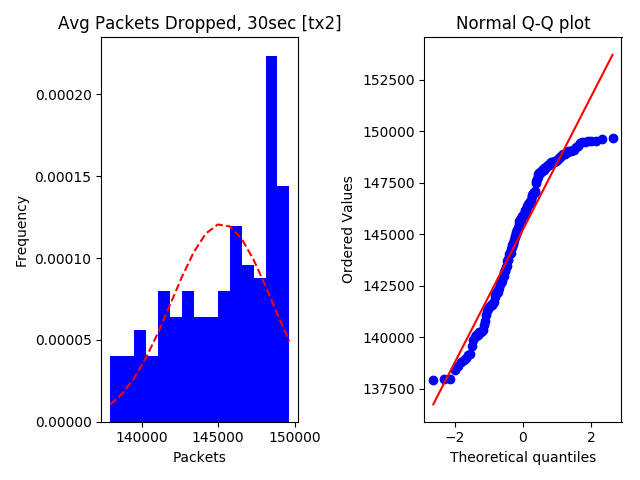 Avg Packets Dropped, 30sec [tx2]
Frequency
0.00020
0.00015
0.00010
0.00005
0.00000
140000 145000 150000
Packets
Normal Q-Q plot
Ordered Values
152500
150000
147500
145000
142500
140000
137500
−2 0 2
Theoretical quantiles